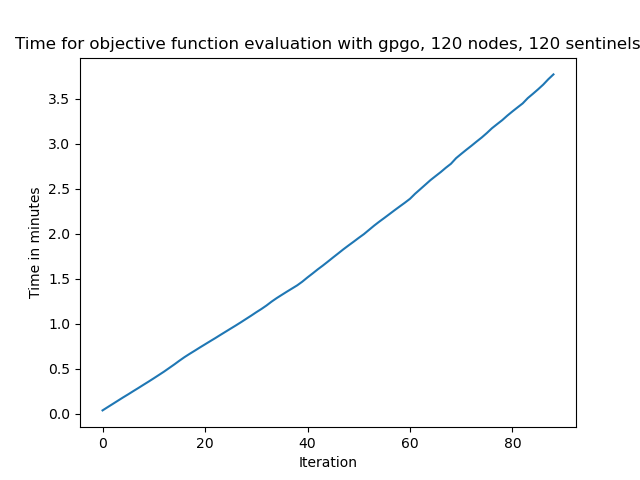 Time for objective function evaluation with gpgo, 120 nodes, 120 sentinels
3.5
3.0
2.5
2.0
1.5
1.0
0.5
0.0
Time in minutes
0 20 40 60 80
Iteration